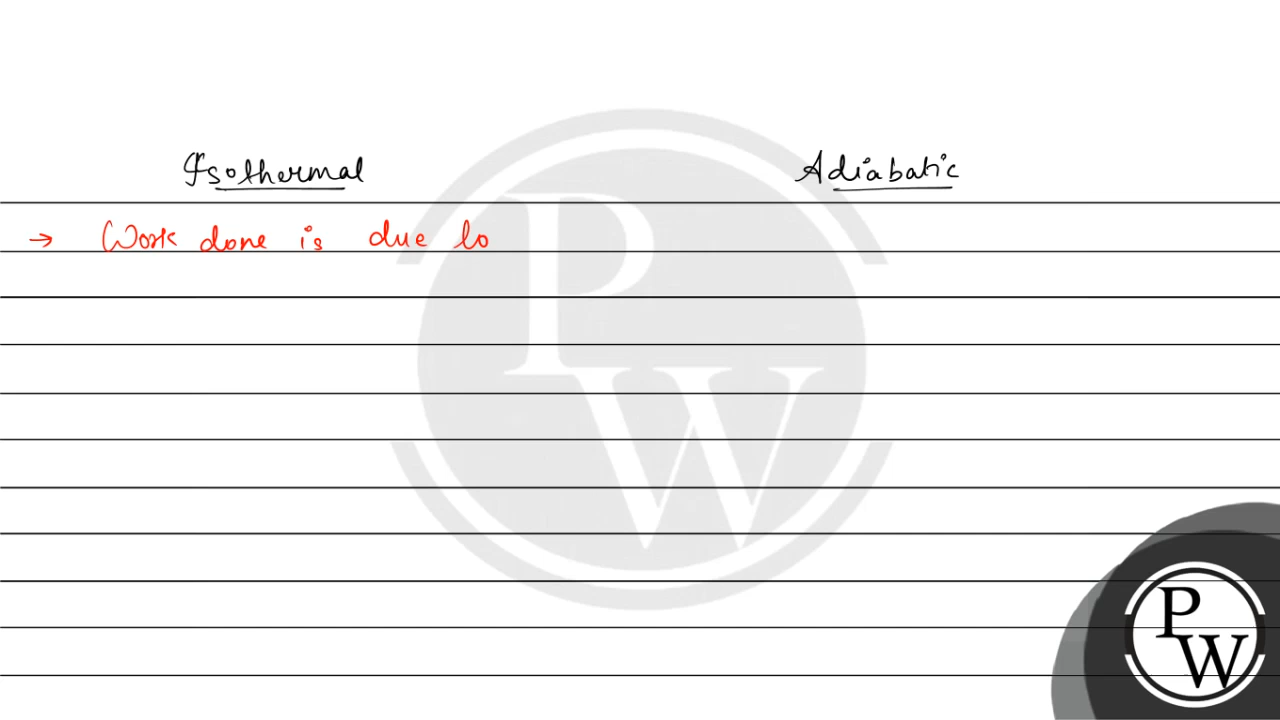 Isothermal Adiabatic
→ Work done is due to
P
W
P
W